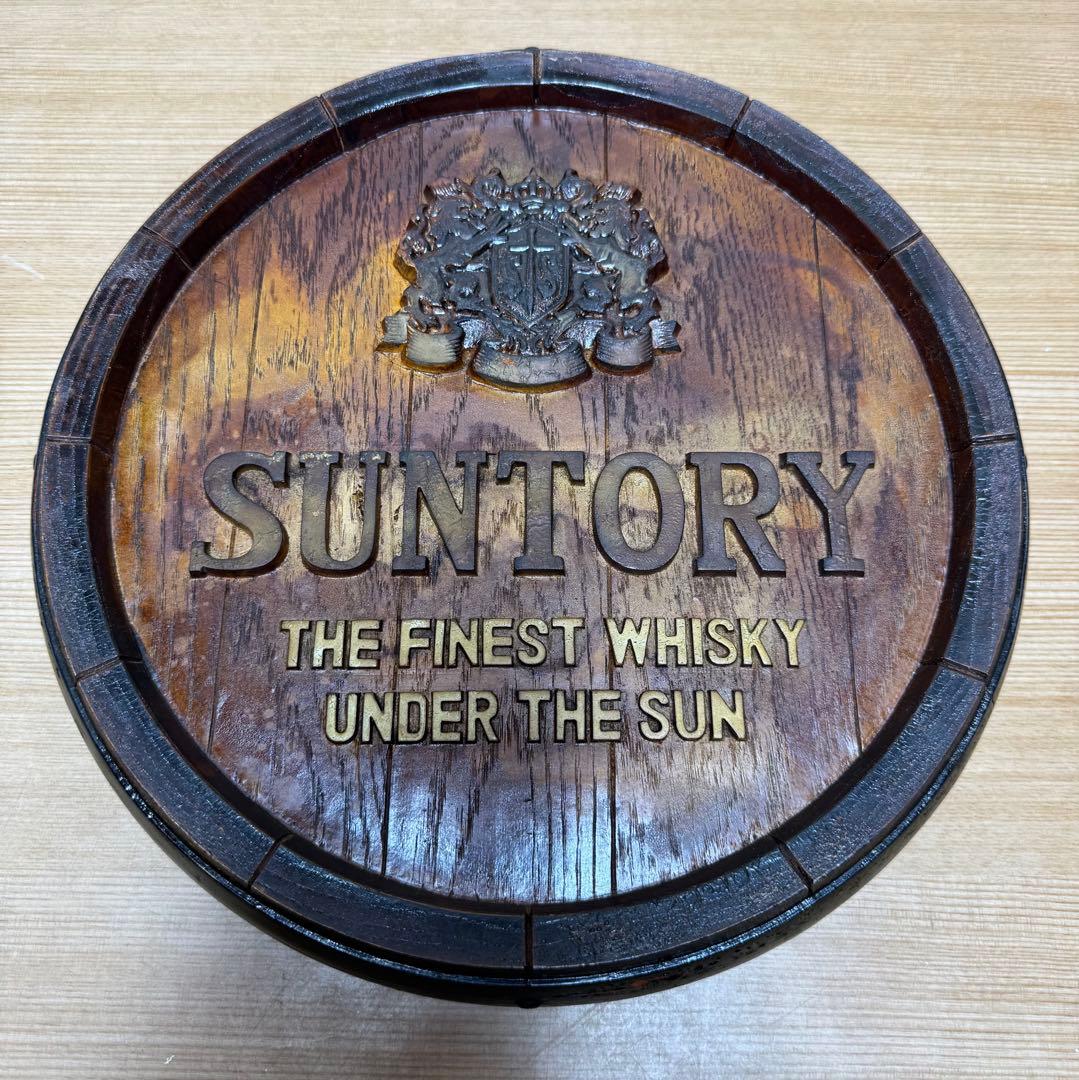 SUNTORY
THE FINEST WHISKY
UNDER THE SUN